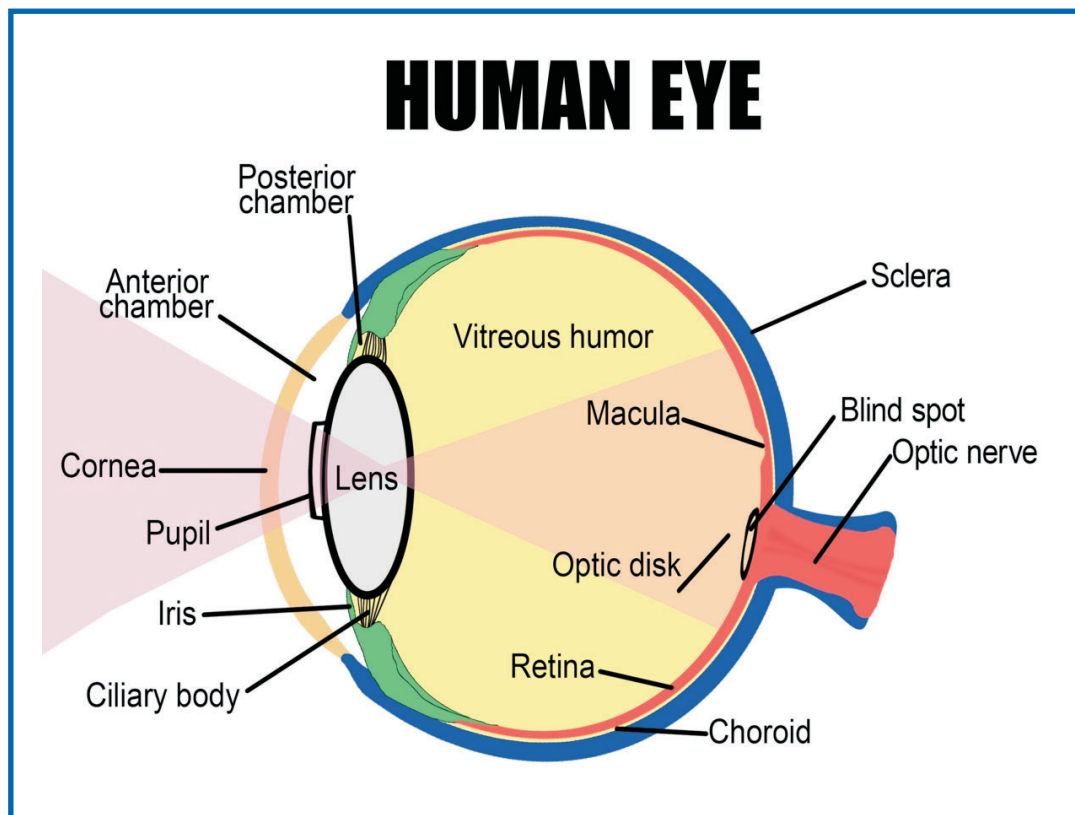 HUMAN EYE
Posterior
chamber
Anterior
chamber
Sclera
Vitreous humor
Macula
Blind spot
Optic nerve
Cornea
Lens
Pupil
Optic disk
Iris
Retina
Ciliary body
Choroid